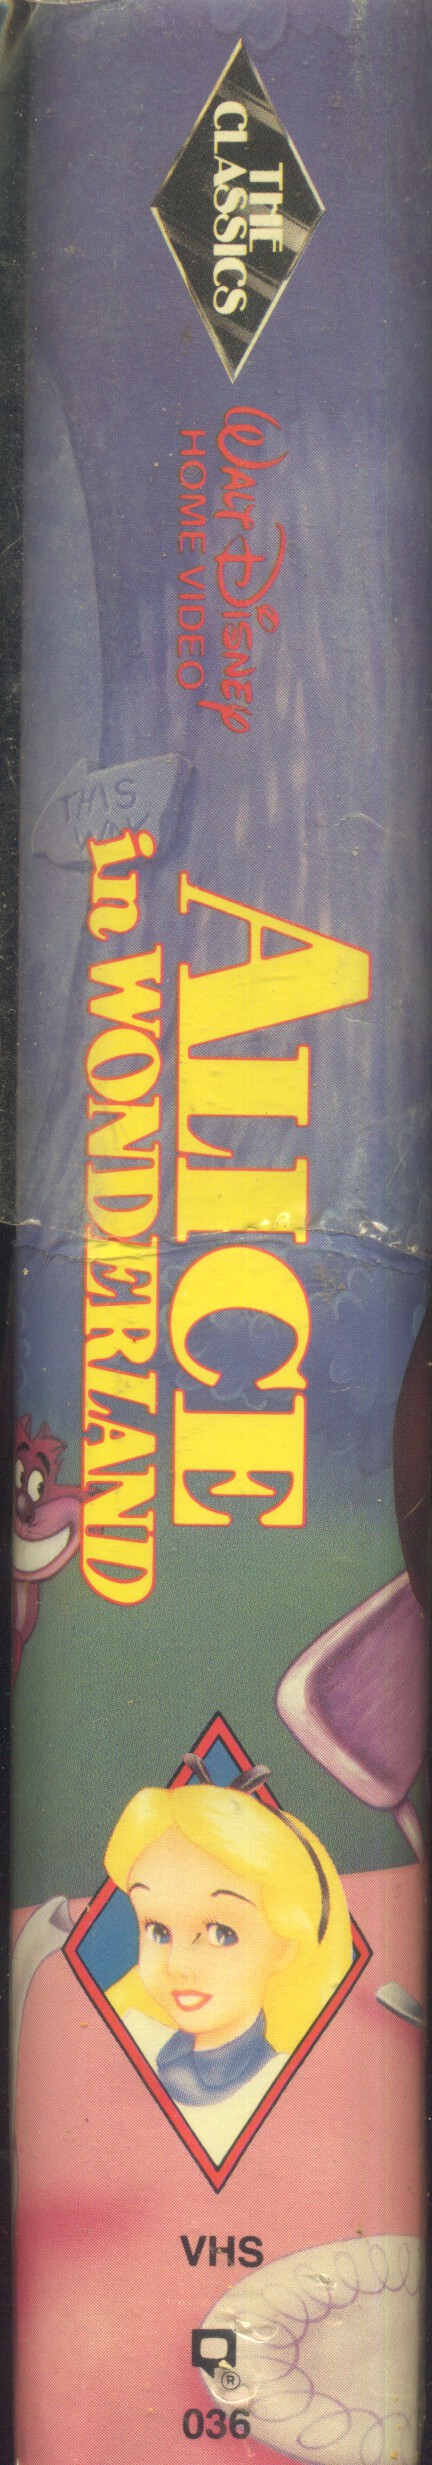 THE
CLASSICS
WALT DISNEY
HOME VIDEO
THIS
WAY
ALICE
in WONDERLAND
VHS
®
036